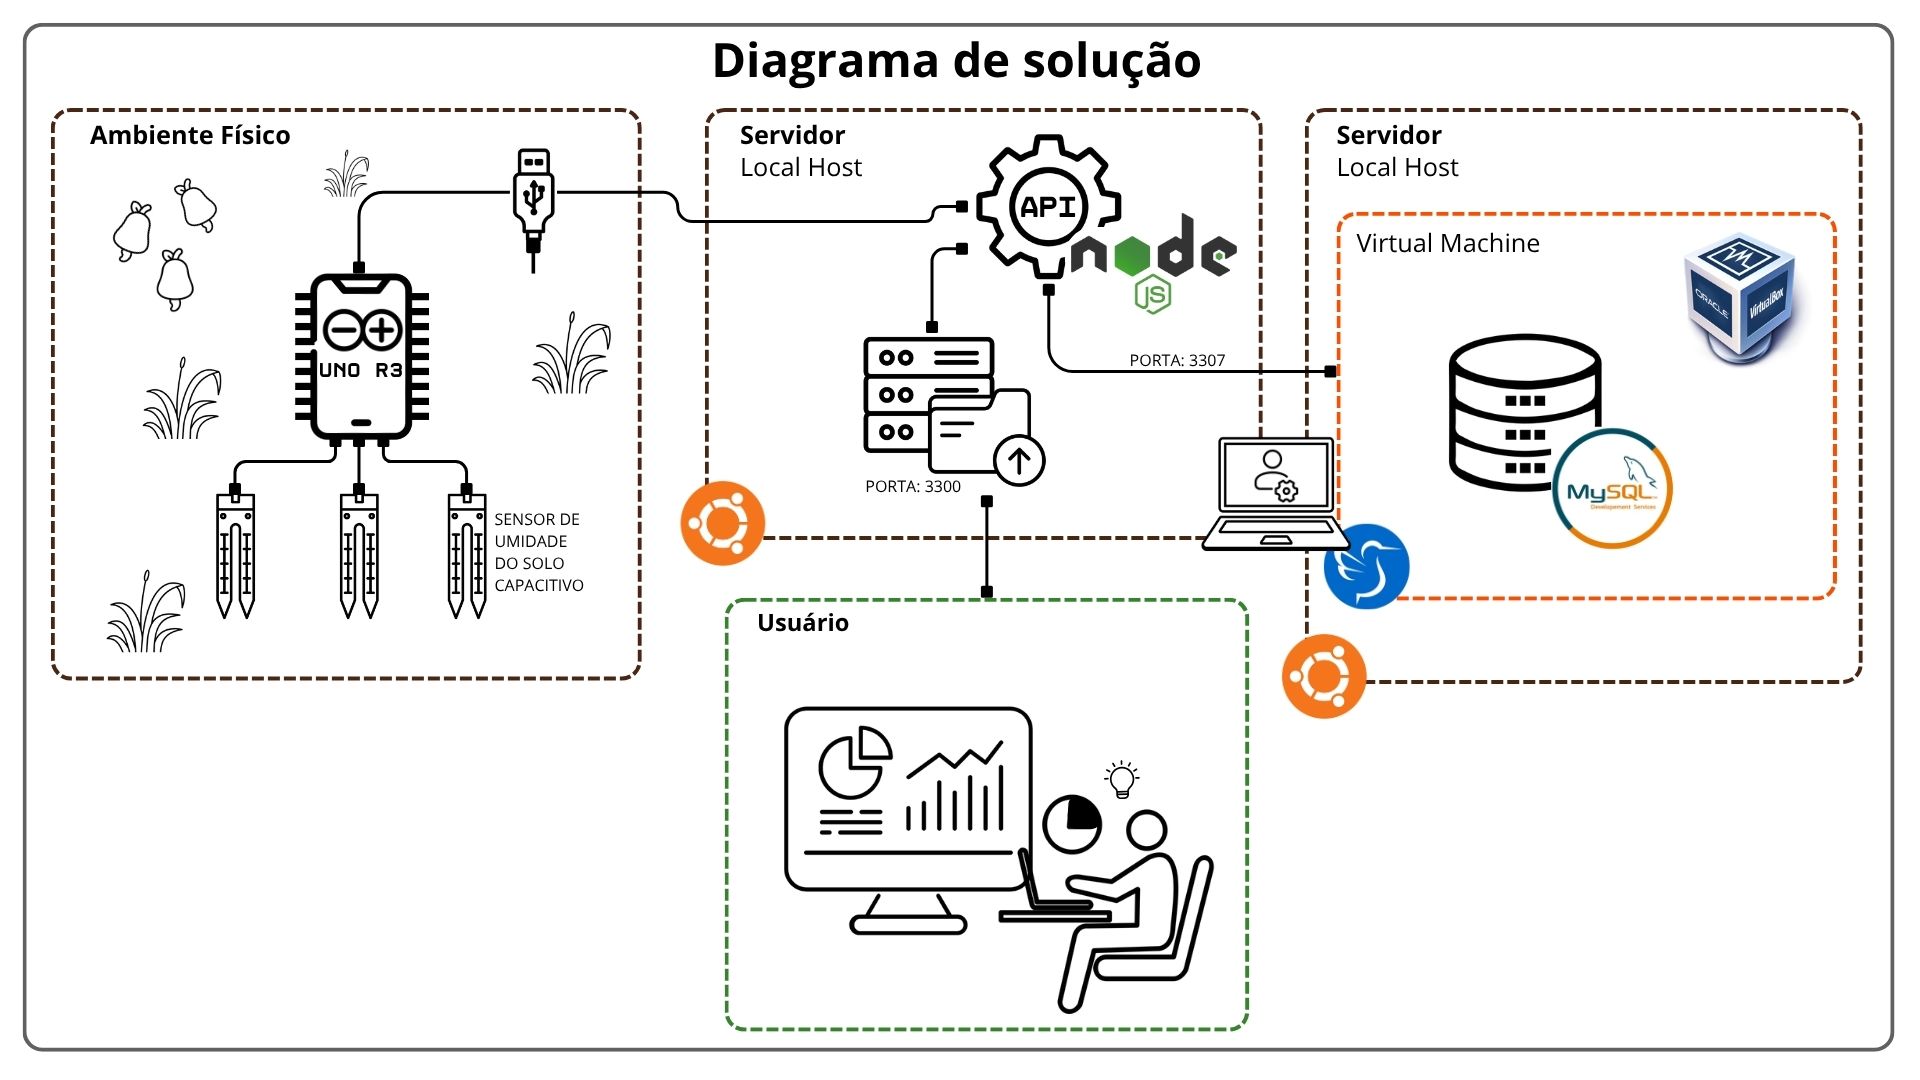 Diagrama de solução
Ambiente Físico
UNO R3
SENSOR DE
UMIDADE
DO SOLO
CAPACITIVO
Servidor
Local Host
API
node
JS
PORTA: 3307
PORTA: 3300
Servidor
Local Host
Virtual Machine
ORACLE
VirtualBox
MySQL
Developement Services
Usuário